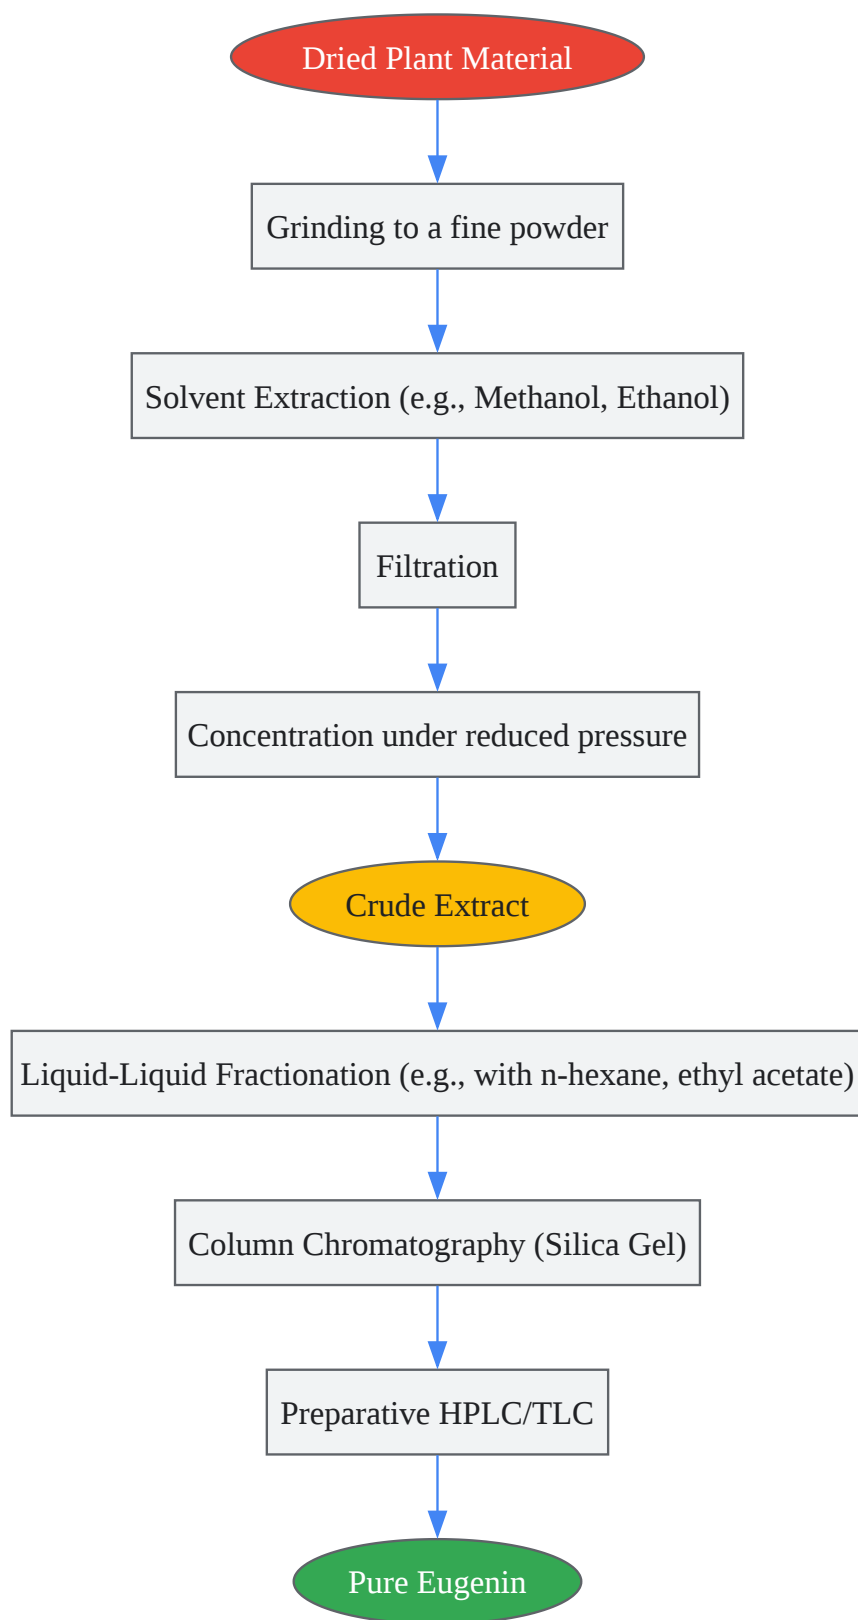 Dried Plant Material
Grinding to a fine powder
Solvent Extraction (e.g., Methanol, Ethanol)
Filtration
Concentration under reduced pressure
Crude Extract
Liquid-Liquid Fractionation (e.g., with n-hexane, ethyl acetate)
Column Chromatography (Silica Gel)
Preparative HPLC/TLC
Pure Eugenin